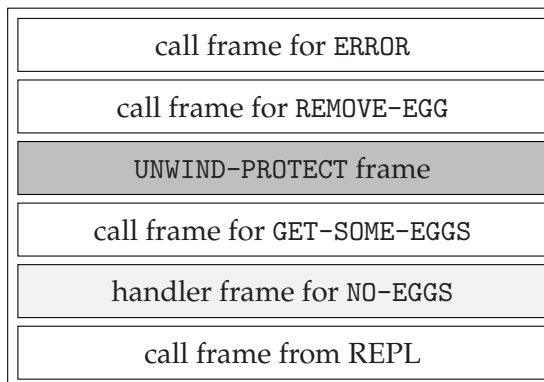 call frame for ERROR
call frame for REMOVE-EGG
UNWIND-PROTECT frame
call frame for GET-SOME-EGGS
handler frame for NO-EGGS
call frame from REPL